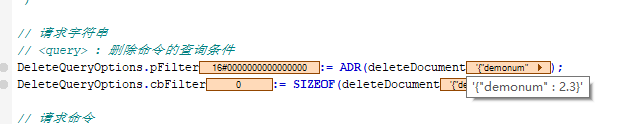 // 请求字符串
// <query> : 删除命令的查询条件
DeleteQueryOptions.pFilter 16#0000000000000000 := ADR(deleteDocument '{"demonum" );
DeleteQueryOptions.cbFilter 0 := SIZEOF(deleteDocument '{"de
'{"demonum" : 2.3}'
// 请求命令